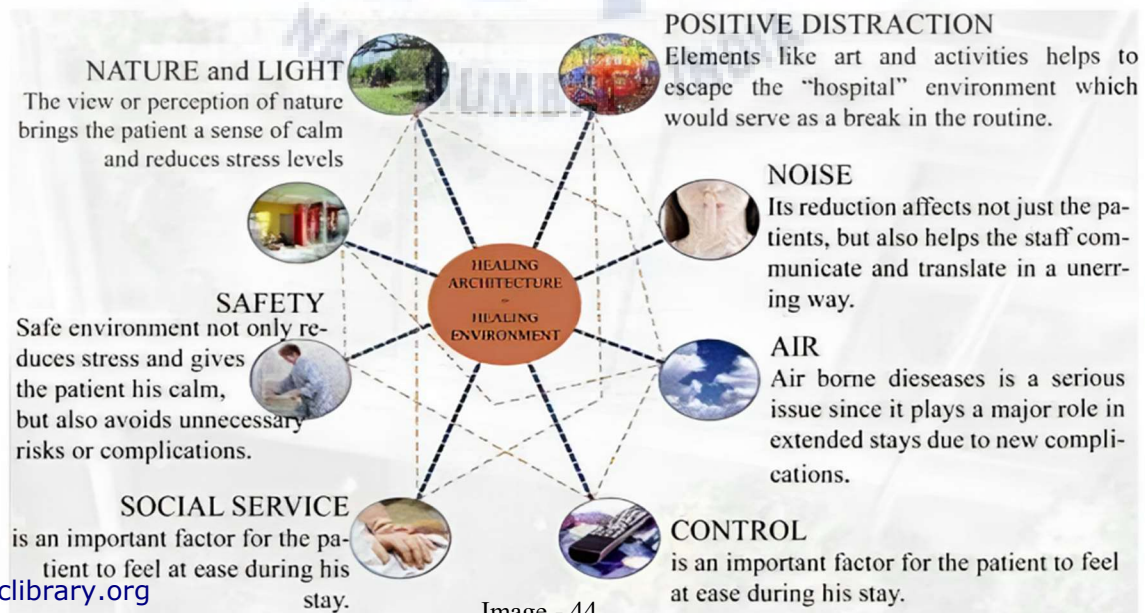 NATURE and LIGHT
The view or perception of nature
brings the patient a sense of calm
and reduces stress levels
POSITIVE DISTRACTION
Elements like art and activities helps to
escape the “hospital” environment which
would serve as a break in the routine.
NOISE
Its reduction affects not just the pa-
tients, but also helps the staff com-
municate and translate in a unerr-
ing way.
HEALING
ARCHITECTURE
HEALING
ENVIRONMENT
SAFETY
Safe environment not only re-
duces stress and gives
the patient his calm,
but also avoids unnecessary
risks or complications.
AIR
Air borne dieseases is a serious
issue since it plays a major role in
extended stays due to new compli-
cations.
SOCIAL SERVICE
is an important factor for the pa-
tient to feel at ease during his
stay.
CONTROL
is an important factor for the patient to feel
at ease during his stay.
clibrary.org
Image - 44